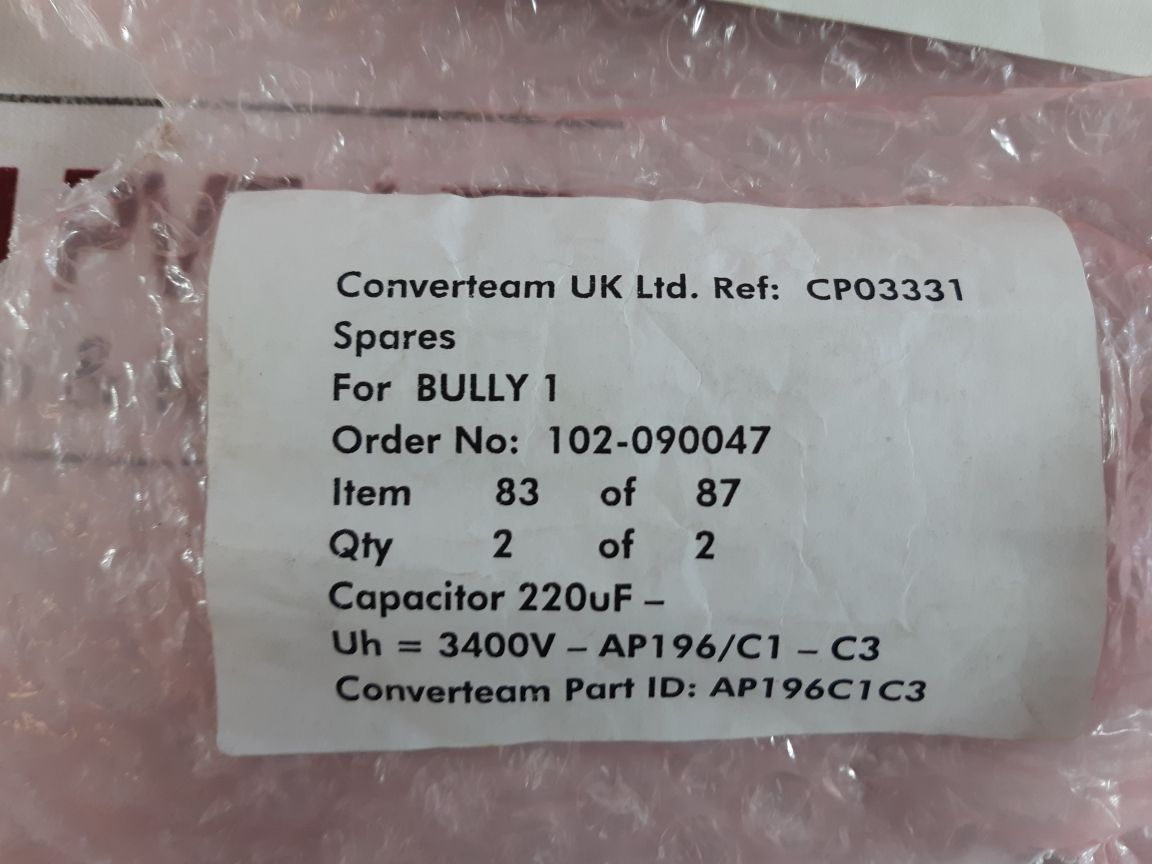 Converteam UK Ltd. Ref: CP03331
Spares
For BULLY 1
Order No: 102-090047
Item 83 of 87
Qty 2 of 2
Capacitor 220uF –
Uh = 3400V – AP196/C1 – C3
Converteam Part ID: AP196C1C3